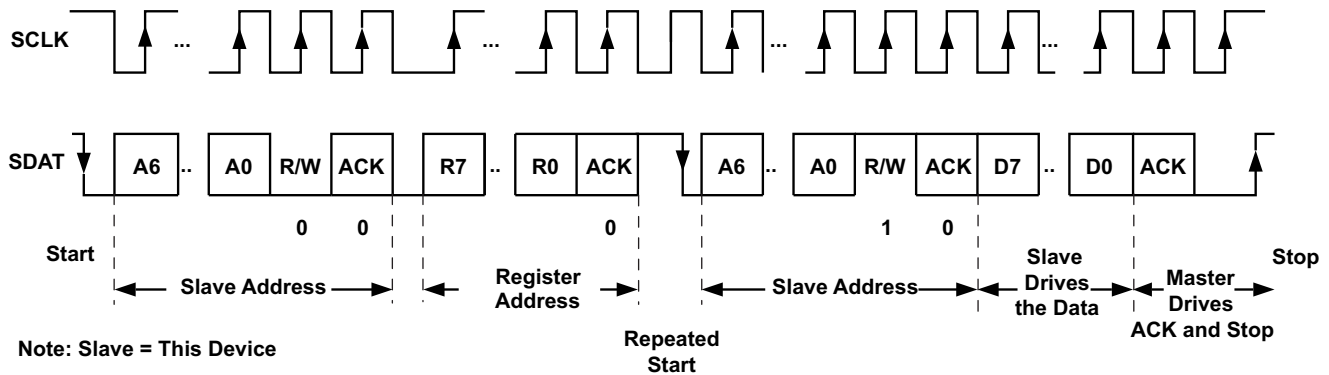 SCLK ... ... ... ...
SDAT A6 .. A0 R/W ACK R7 .. R0 ACK A6 .. A0 R/W ACK D7 .. D0 ACK
0 0 0 1 0
Start
Slave Address
Register
Address
Repeated
Start
Slave Address
Slave
Drives
the Data
Master
Drives
ACK and Stop
Stop
Note: Slave = This Device